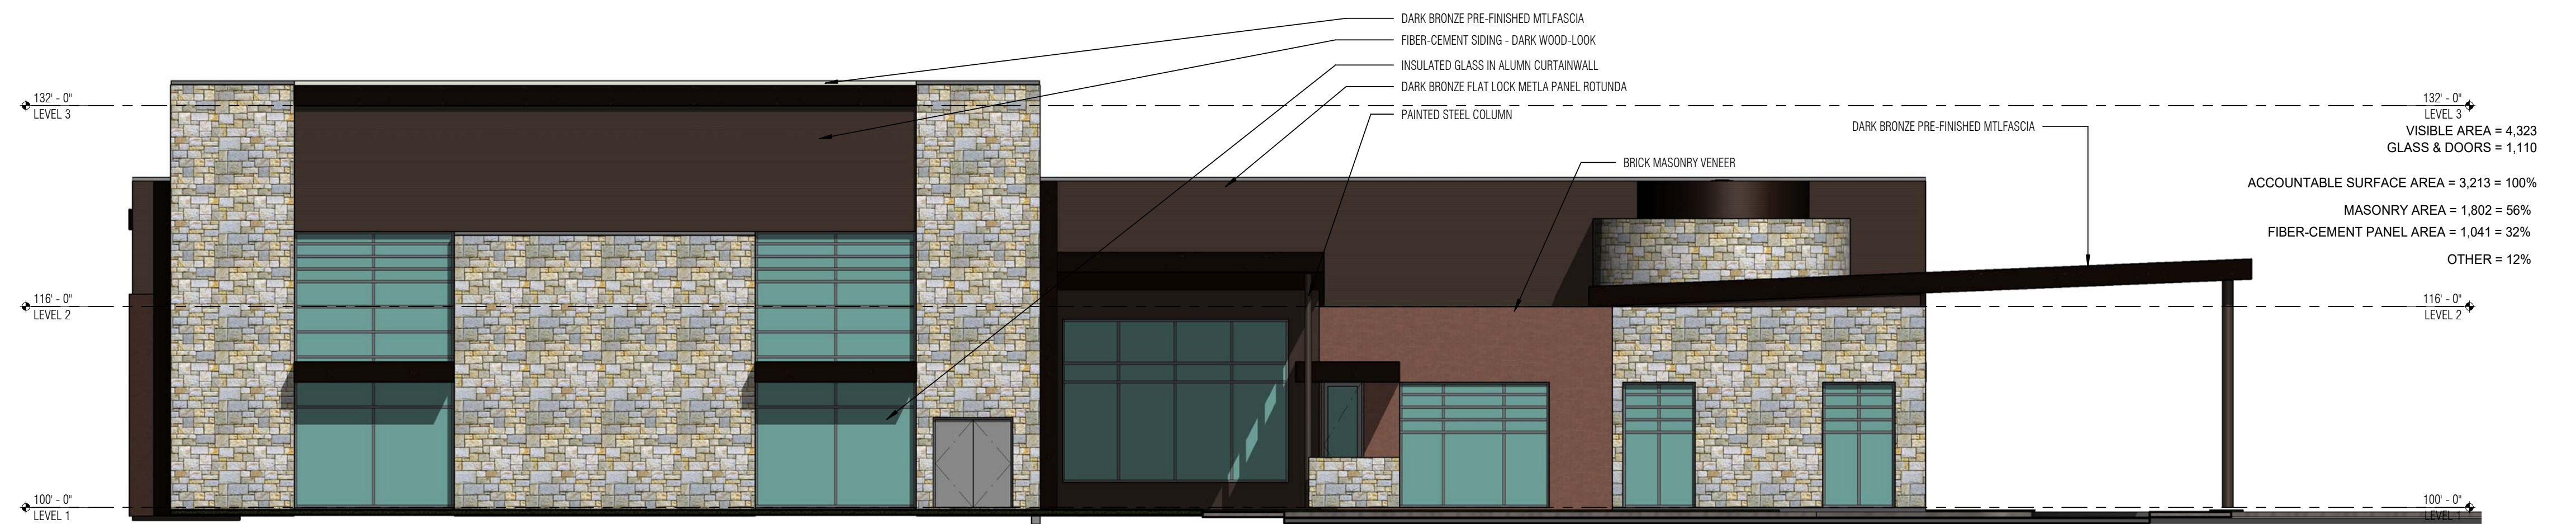 DARK BRONZE PRE-FINISHED MTLFASCIA
FIBER-CEMENT SIDING - DARK WOOD-LOOK
INSULATED GLASS IN ALUMN CURTAINWALL
DARK BRONZE FLAT LOCK METLA PANEL ROTUNDA
PAINTED STEEL COLUMN
DARK BRONZE PRE-FINISHED MTLFASCIA
BRICK MASONRY VENEER
132' - 0"
LEVEL 3
116' - 0"
LEVEL 2
100' - 0"
LEVEL 1
132' - 0"
LEVEL 3
VISIBLE AREA = 4,323
GLASS & DOORS = 1,110
ACCOUNTABLE SURFACE AREA = 3,213 = 100%
MASONRY AREA = 1,802 = 56%
FIBER-CEMENT PANEL AREA = 1,041 = 32%
OTHER = 12%
116' - 0"
LEVEL 2
100' - 0"
LEVEL 1